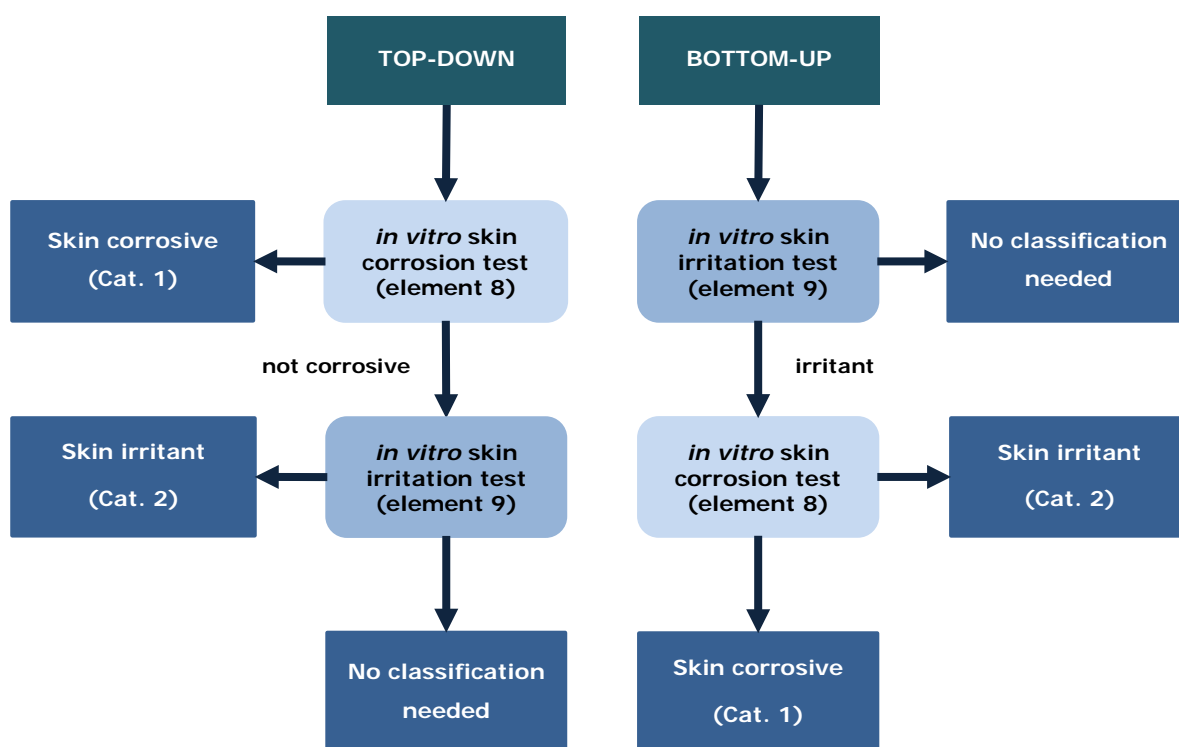 TOP-DOWN
BOTTOM-UP
Skin corrosive
(Cat. 1)
in vitro skin
corrosion test
(element 8)
in vitro skin
irritation test
(element 9)
No classification
needed
not corrosive
irritant
Skin irritant
(Cat. 2)
in vitro skin
irritation test
(element 9)
in vitro skin
corrosion test
(element 8)
Skin irritant
(Cat. 2)
No classification
needed
Skin corrosive
(Cat. 1)